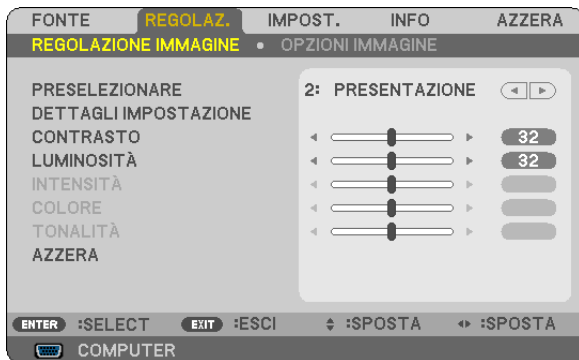 FONTE REGOLAZ. IMPOST. INFO AZZERA
REGOLAZIONE IMMAGINE • OPZIONI IMMAGINE
PRESELEZIONARE 2: PRESENTAZIONE
DETTAGLI IMPOSTAZIONE
CONTRASTO 32
LUMINOSITÀ 32
INTENSITÀ
COLORE
TONALITÀ
AZZERA
ENTER :SELECT EXIT :ESCI :SPOSTA :SPOSTA
COMPUTER